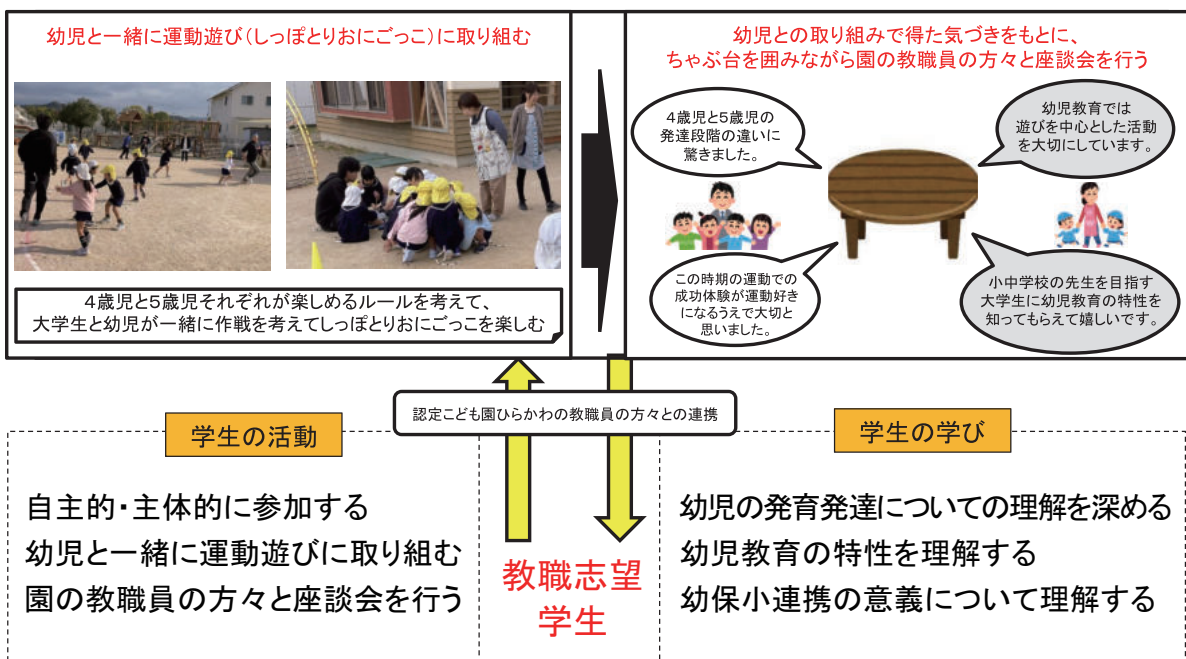 幼児と一緒に運動遊び(しっぽとりおにごっこ)に取り組む
4歳児と5歳児それぞれが楽しめるルールを考えて、
大学生と幼児が一緒に作戦を考えてしっぽとりおにごっこを楽しむ
幼児との取り組みで得た気づきをもとに、
ちゃぶ台を囲みながら園の教職員の方々と座談会を行う
4歳児と5歳児の
発達段階の違いに
驚きました。
幼児教育では
遊びを中心とした活動
を大切にしています。
この時期の運動での
成功体験が運動好き
になるうえで大切と
思いました。
小中学校の先生を目指す
大学生に幼児教育の特性を
知ってもらえて嬉しいです。
認定こども園ひらかわの教職員の方々との連携
学生の活動
自主的・主体的に参加する
幼児と一緒に運動遊びに取り組む
園の教職員の方々と座談会を行う
教職志望
学生
学生の学び
幼児の発育発達についての理解を深める
幼児教育の特性を理解する
幼保小連携の意義について理解する